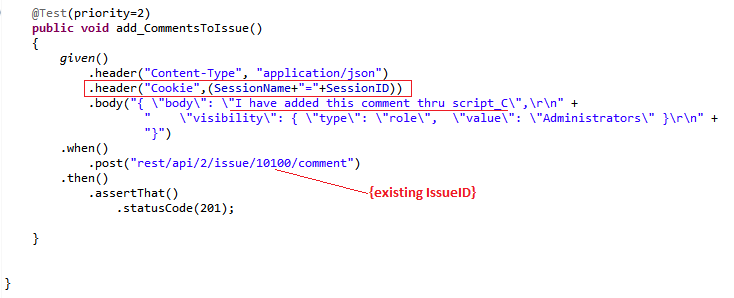 @Test(priority=2)
public void add_CommentsToIssue()
{
given()
.header("Content-Type", "application/json")
.header("Cookie",(SessionName+"="+SessionID))
.body("{ \"body\": \"I have added this comment thru script_C\",\r\n" +
"    \"visibility\": { \"type\": \"role\",  \"value\": \"Administrators\" }\r\n" +
"}")
.when()
.post("rest/api/2/issue/10100/comment")
.then()
{existing IssueID}
.assertThat()
.statusCode(201);
}
}